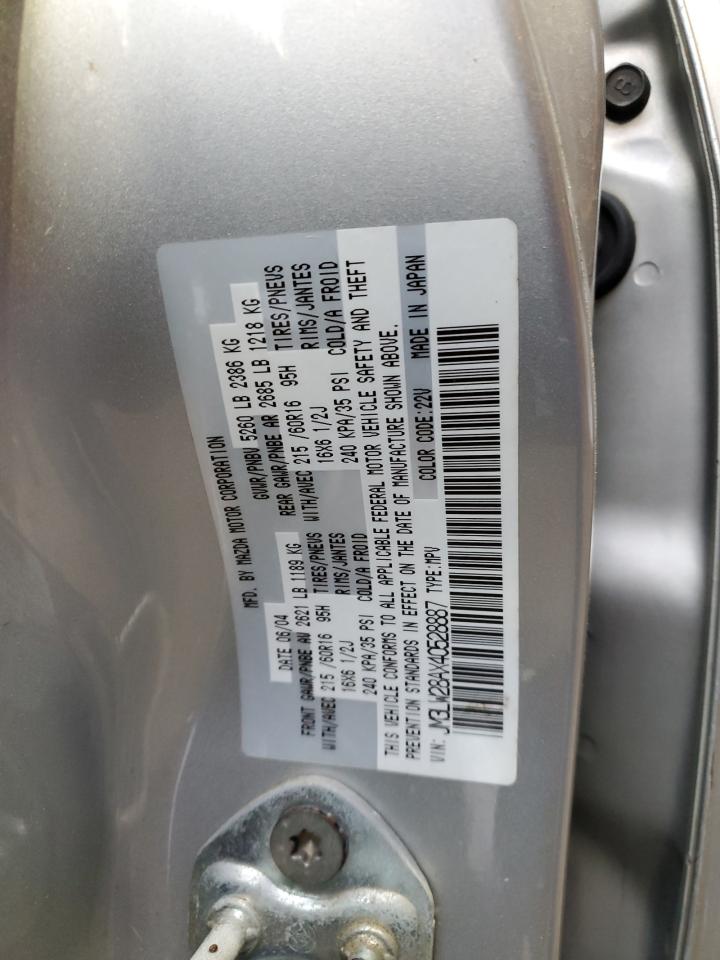 MFD. BY MAZDA MOTOR CORPORATION
DATE 06/04 GVWR/PNBV 5260 LB 2386 KG
FRONT GAWR/PNBE AV 2621 LB 1189 KG REAR GAWR/PNBE AR 2685 LB 1218 KG
WITH/AVEC 215 /60R16 95H TIRES/PNEUS WITH/AVEC 215 /60R16 95H TIRES/PNEVS
16X6 1/2J RIMS/JANTES 16X6 1/2J RIMS/JANTES
240 KPA/35 PSI COLD/A FROID 240 KPA/35 PSI COLD/A FROID
THIS VEHICLE CONFORMS TO ALL APPLICABLE FEDERAL MOTOR VEHICLE SAFETY AND THEFT
PREVENTION STANDARDS IN EFFECT ON THE DATE OF MANUFACTURE SHOWN ABOVE.
VIN: JM3LW28AX40528887 TYPE:MPV COLOR CODE:22V MADE IN JAPAN
8